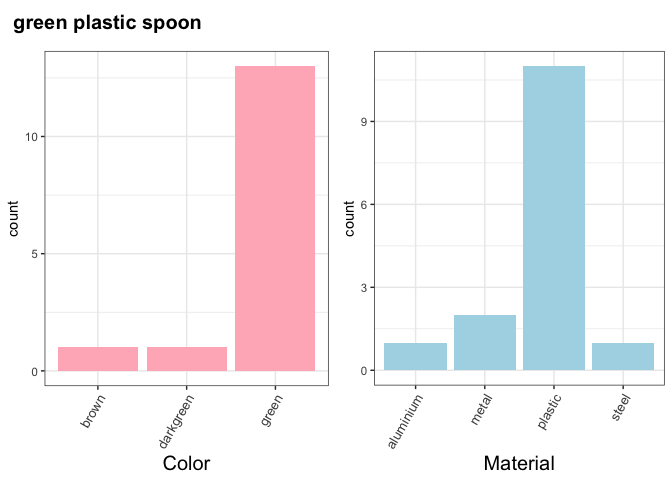 green plastic spoon
count
10
5
0
brown
darkgreen
green
Color
count
9
6
3
0
aluminium
metal
plastic
steel
Material